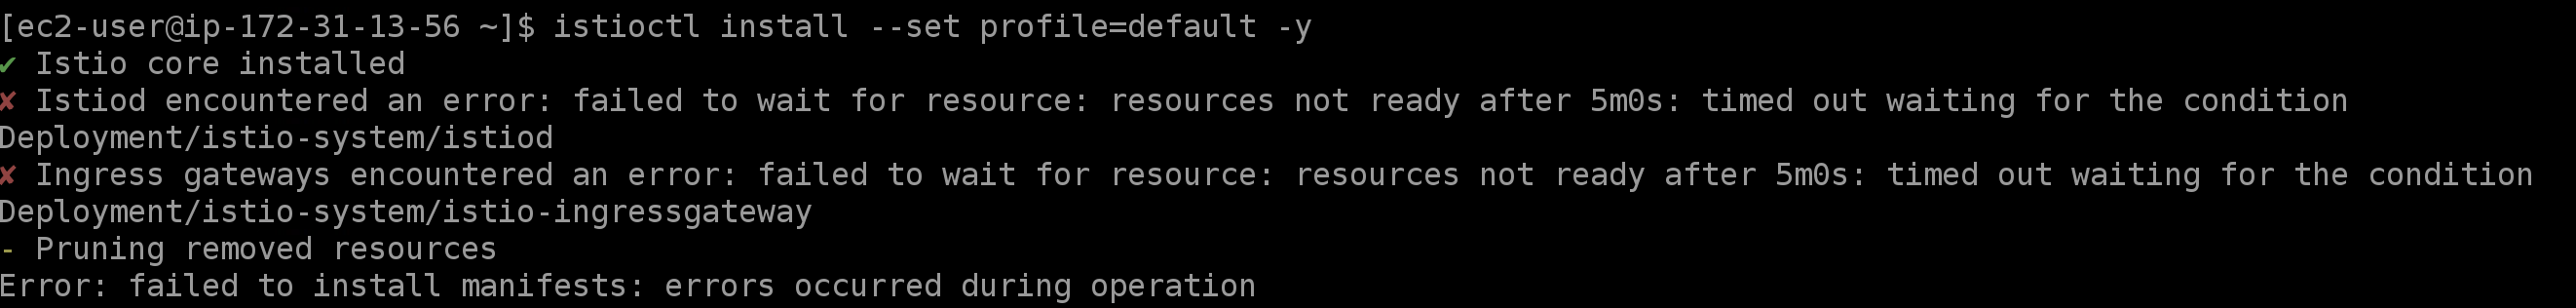 [ec2-user@ip-172-31-13-56 ~]$ istioctl install --set profile=default -y
✔ Istio core installed
✘ Istiod encountered an error: failed to wait for resource: resources not ready after 5m0s: timed out waiting for the condition
Deployment/istio-system/istiod
✘ Ingress gateways encountered an error: failed to wait for resource: resources not ready after 5m0s: timed out waiting for the condition
Deployment/istio-system/istio-ingressgateway
- Pruning removed resources
Error: failed to install manifests: errors occurred during operation